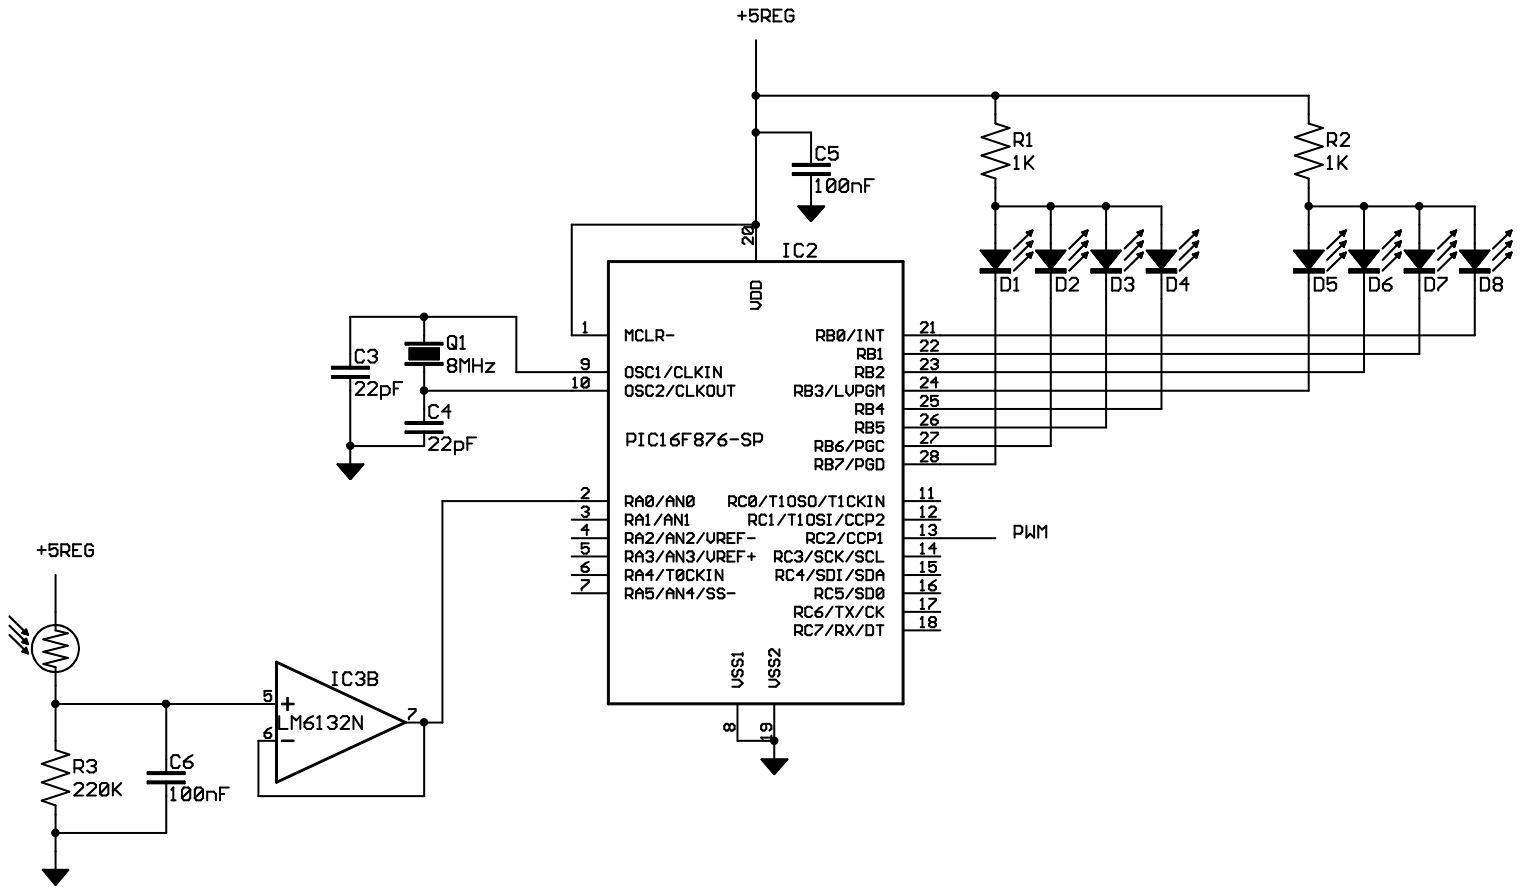 +5REG
R1
1K
R2
1K
C5
100nF
20
IC2
VDD
D1
D2
D3
D4
D5
D6
D7
D8
1
MCLR-
RB0/INT
21
RB1
22
Q1
8MHz
C3
22pF
9
OSC1/CLKIN
RB2
23
10
OSC2/CLKOUT
RB3/LVPGM
24
C4
22pF
RB4
25
RB5
26
PIC16F876-SP
RB6/PGC
27
RB7/PGD
28
2
RA0/AN0
RC0/T1OSO/T1CKIN
11
3
RA1/AN1
RC1/T1OSI/CCP2
12
4
RA2/AN2/VREF-
RC2/CCP1
13
PWM
5
RA3/AN3/VREF+
RC3/SCK/SCL
14
6
RA4/T0CKIN
RC4/SDI/SDA
15
7
RA5/AN4/SS-
RC5/SD0
16
RC6/TX/CK
17
RC7/RX/DT
18
VSS1
VSS2
8
19
+5REG
5
+
IC3B
LM6132N
7
6
-
R3
220K
C6
100nF